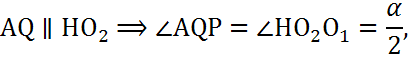 AQ ∥ HO₂ ⟹ ∠AQP = ∠HO₂O₁ = α/2,